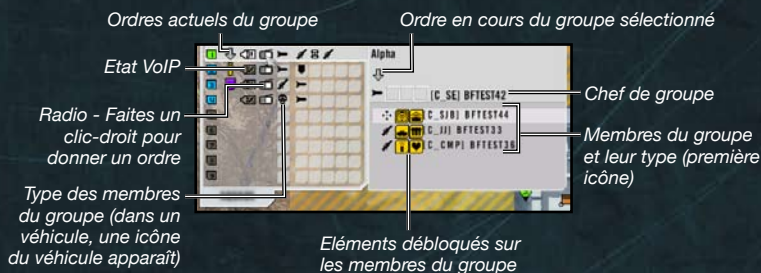 Ordres actuels du groupe
Ordre en cours du groupe sélectionné
Etat VoIP
Alpha
Radio - Faites un
clic-droit pour
donner un ordre
[C_SE] BFTEST42
Chef de groupe
[C_SJB] BFTEST44
[C_JJ] BFTEST33
[C_CMP] BFTEST36
Membres du groupe
et leur type (première
icône)
Type des membres
du groupe (dans un
véhicule, une icône
du véhicule apparaît)
Eléments débloqués sur
les membres du groupe